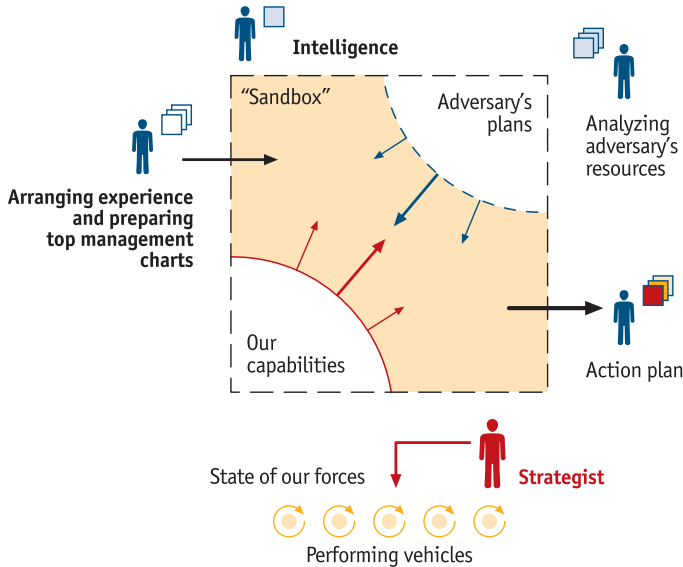 Intelligence
“Sandbox”
Adversary’s
plans
Analyzing
adversary’s
resources
Arranging experience
and preparing
top management
charts
Our
capabilities
Action plan
State of our forces
Strategist
Performing vehicles